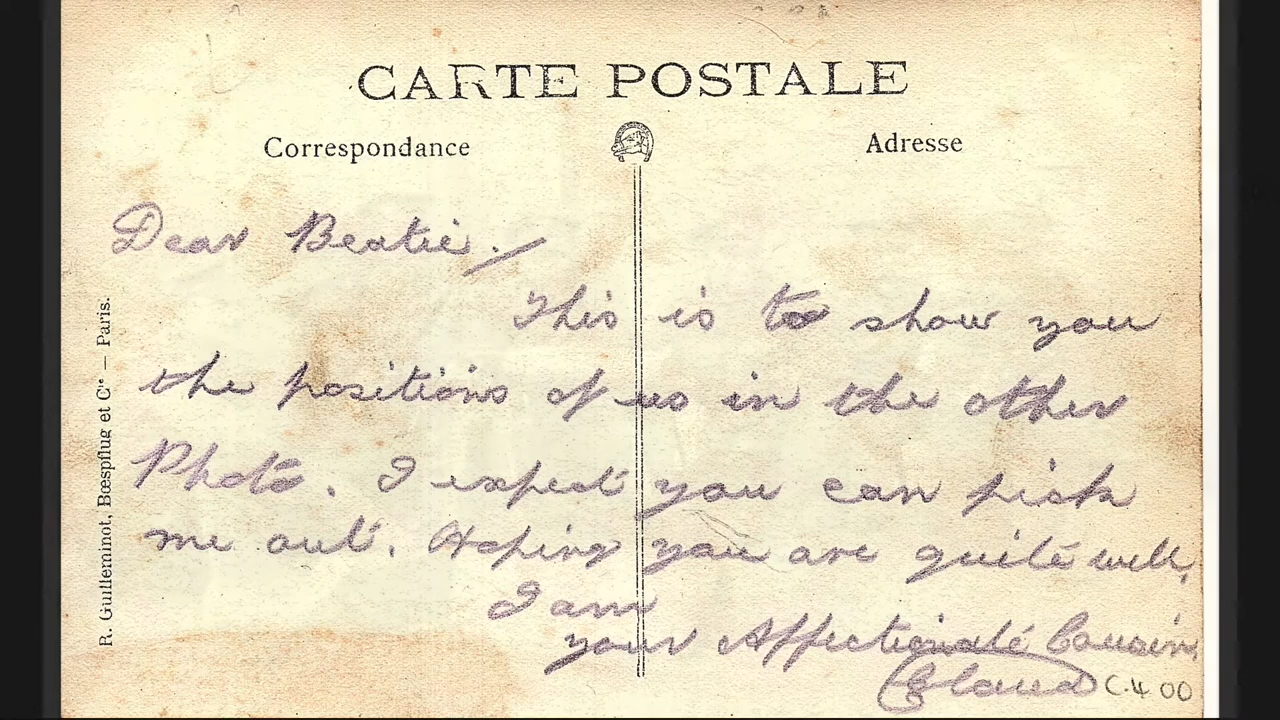 CARTE POSTALE
Correspondance
Adresse
Dear Beatie. /
This is to show you
the positions of us in the other
Photo. I expect you can pick
me out. Hoping you are quite well,
I am
your Affectionate Cousin,
Claud
C.4 00
R. Guilleminot, Bœspflug et Cie — Paris.